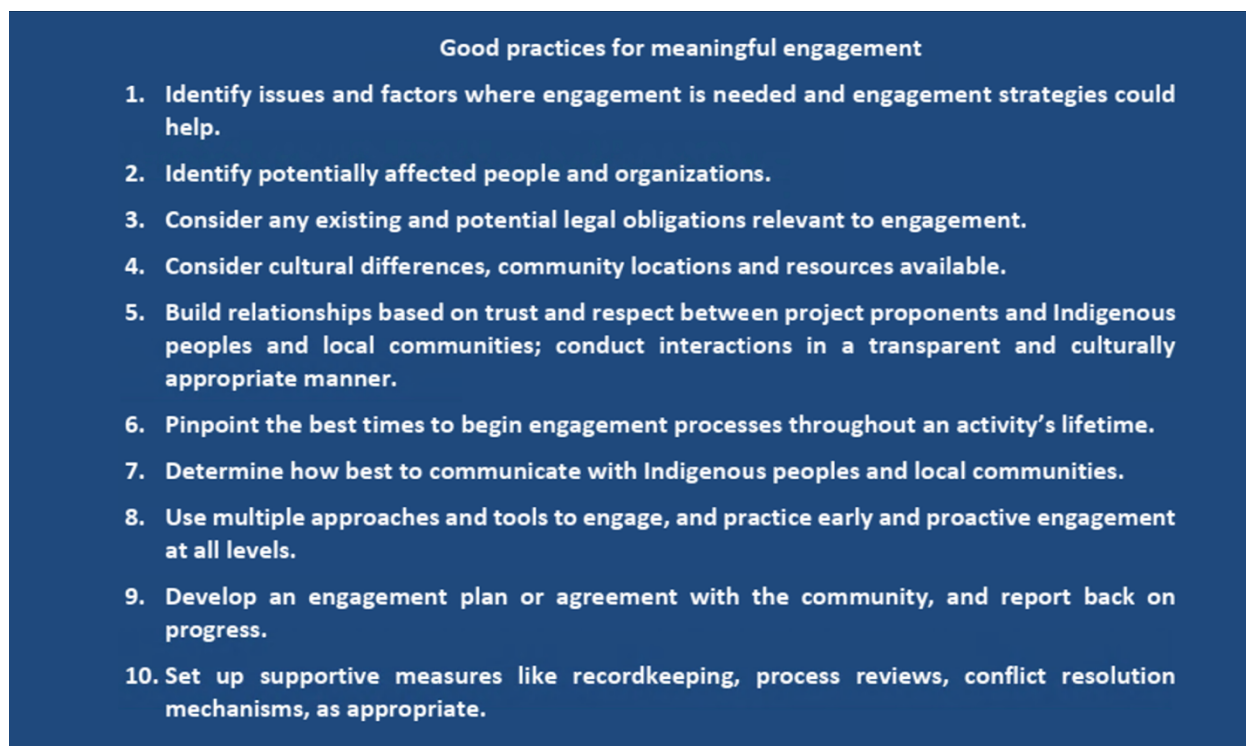 Good practices for meaningful engagement
1. Identify issues and factors where engagement is needed and engagement strategies could
help.
2. Identify potentially affected people and organizations.
3. Consider any existing and potential legal obligations relevant to engagement.
4. Consider cultural differences, community locations and resources available.
5. Build relationships based on trust and respect between project proponents and Indigenous
peoples and local communities; conduct interactions in a transparent and culturally
appropriate manner.
6. Pinpoint the best times to begin engagement processes throughout an activity’s lifetime.
7. Determine how best to communicate with Indigenous peoples and local communities.
8. Use multiple approaches and tools to engage, and practice early and proactive engagement
at all levels.
9. Develop an engagement plan or agreement with the community, and report back on
progress.
10. Set up supportive measures like recordkeeping, process reviews, conflict resolution
mechanisms, as appropriate.